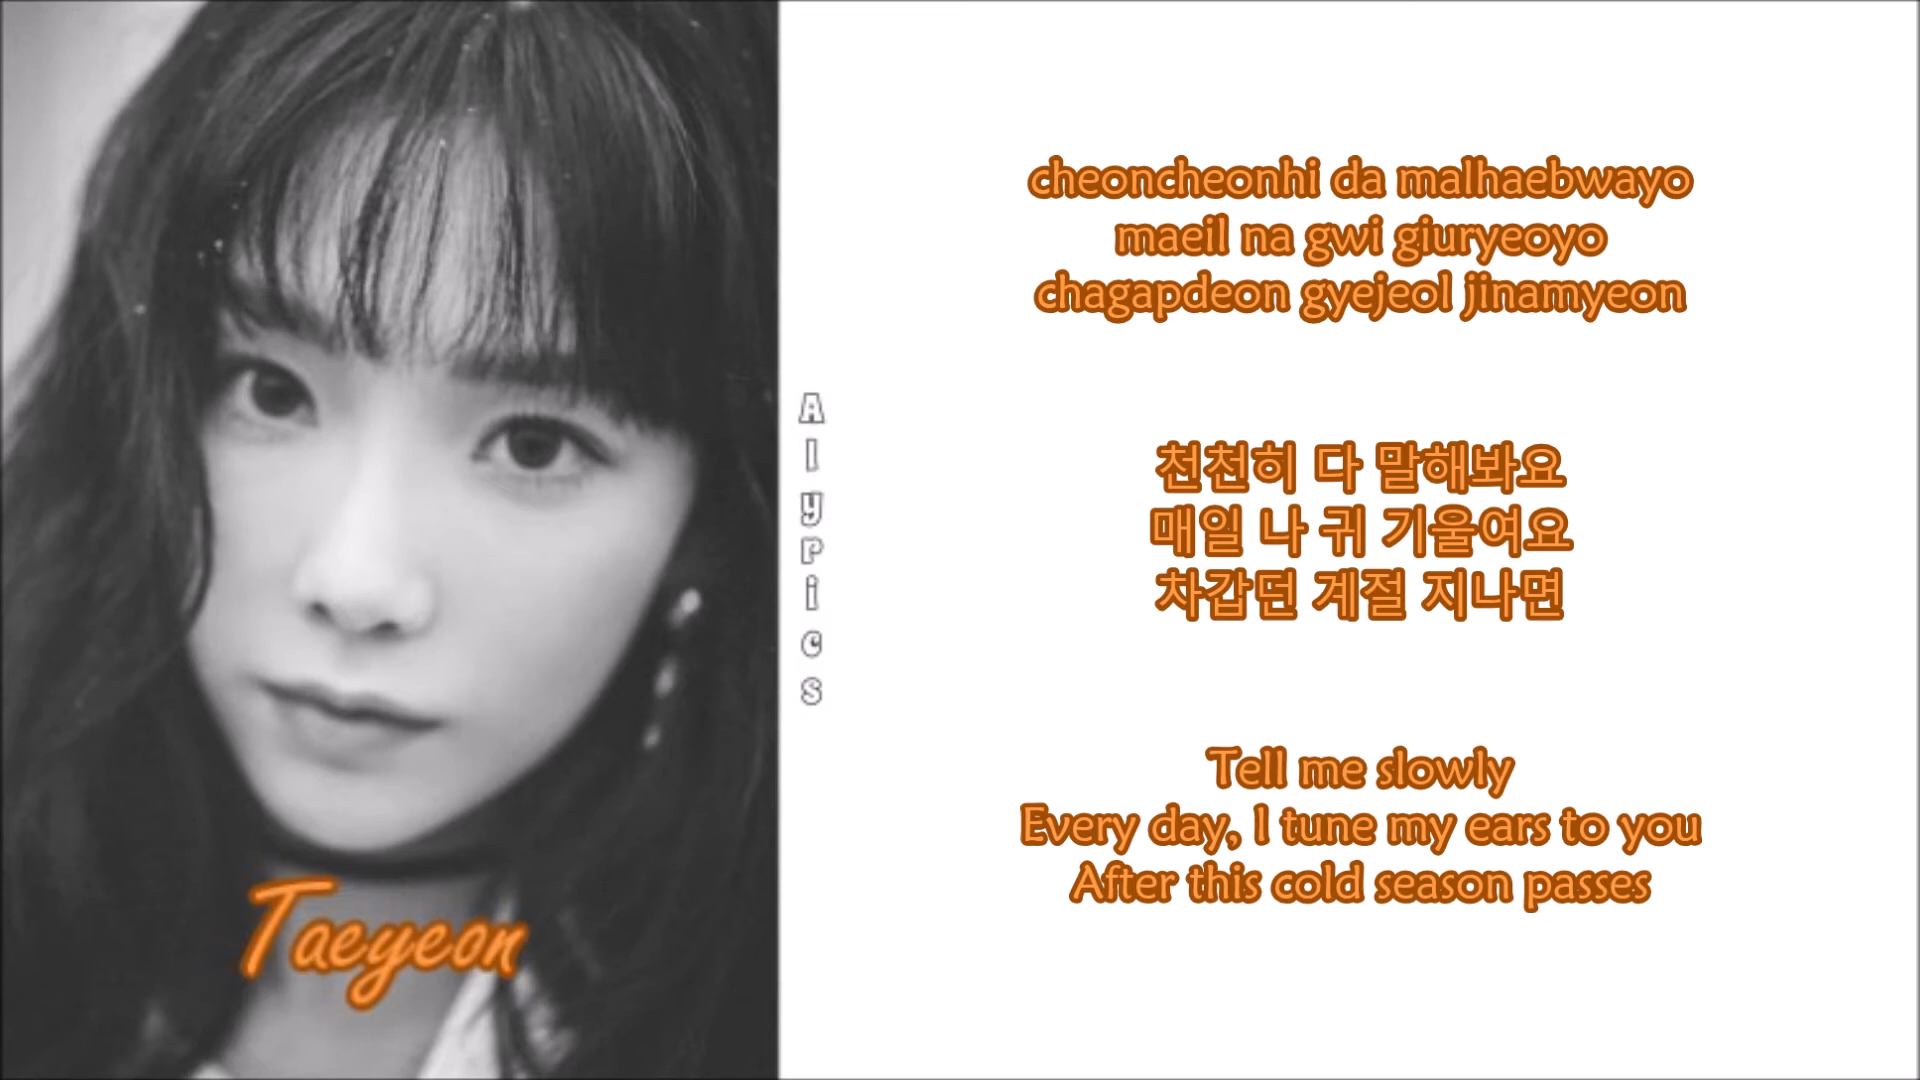 cheoncheonhi da malhaebwayo
maeil na gwi giuryeoyo
chagapdeon gyejeol jinamyeon
천천히 다 말해봐요
매일 나 귀 기울여요
차갑던 계절 지나면
Tell me slowly
Every day, I tune my ears to you
After this cold season passes
Alypics
Taeyeon